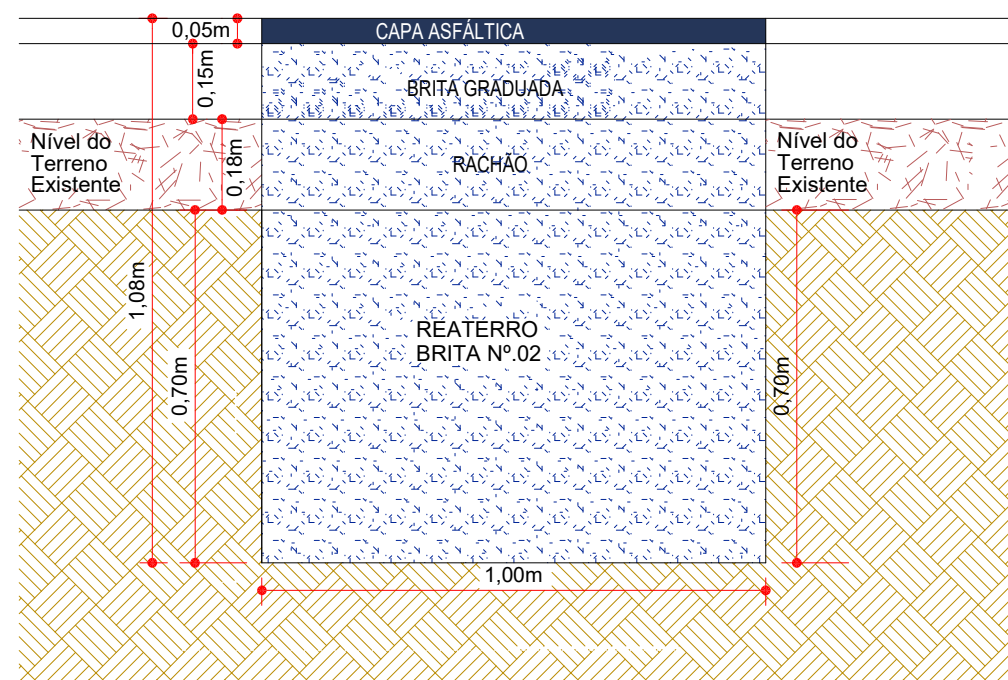 0,05m
CAPA ASFÁLTICA
0,15m
BRITA GRADUADA
Nível do
Terreno
Existente
0,18m
RACHÃO
Nível do
Terreno
Existente
1,08m
REATERRO
BRITA Nº.02
0,70m
0,70m
1,00m